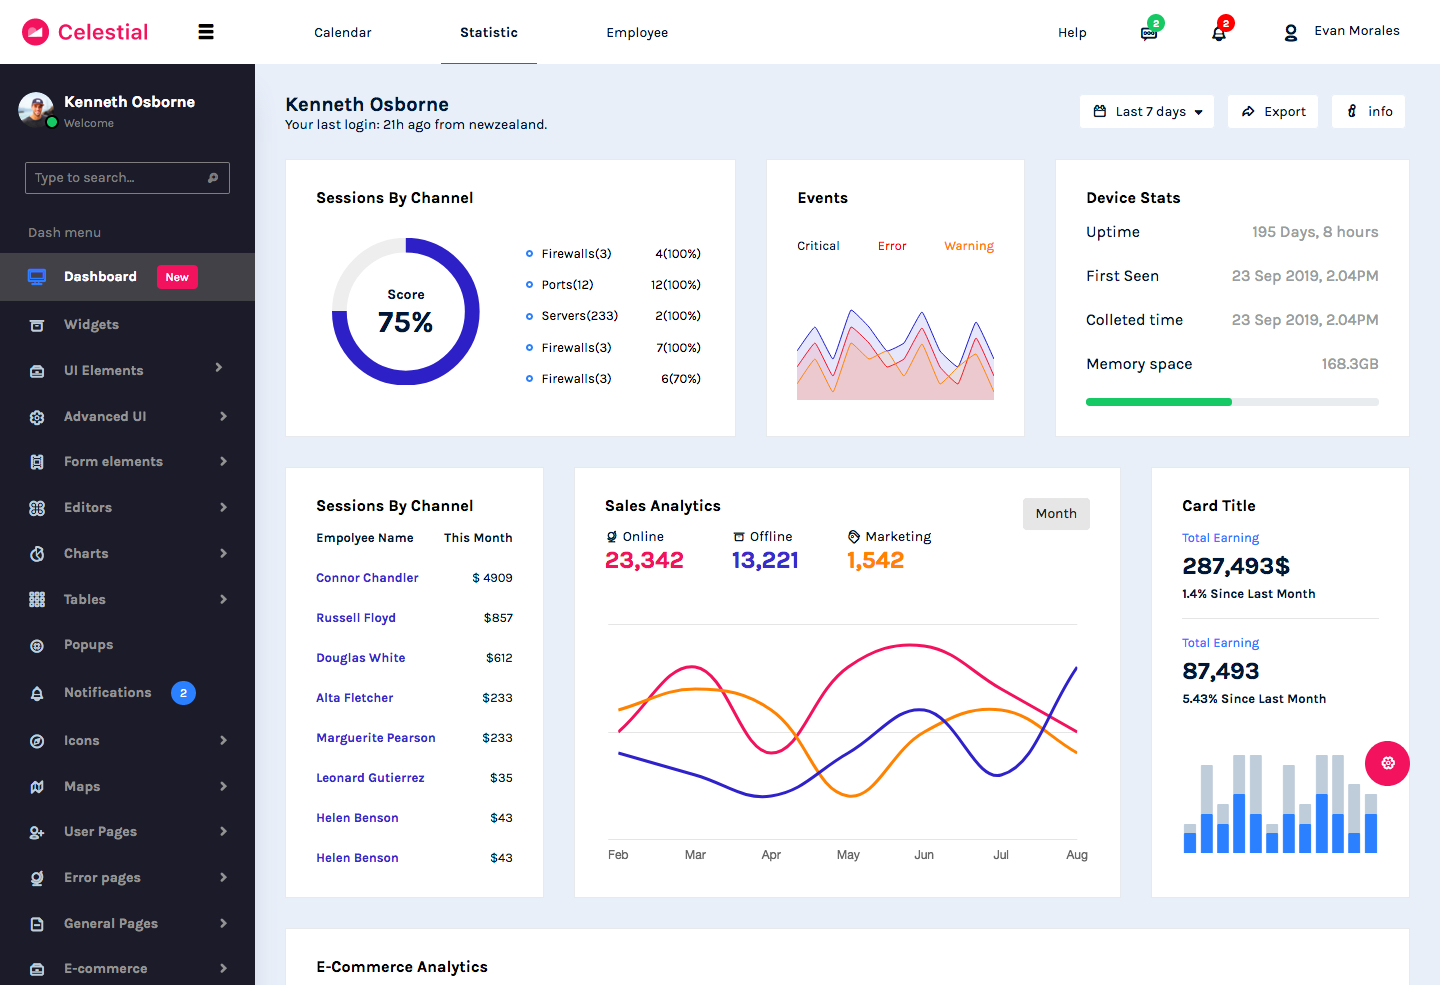 Celestial
Calendar
Statistic
Employee
Help
2
2
Evan Morales
Kenneth Osborne
Welcome
Type to search...
Dash menu
Dashboard New
Widgets
UI Elements
Advanced UI
Form elements
Editors
Charts
Tables
Popups
Notifications 2
Icons
Maps
User Pages
Error pages
General Pages
E-commerce
Kenneth Osborne
Your last login: 21h ago from newzealand.
Last 7 days
Export
info
Sessions By Channel
Score
75%
Firewalls(3) 4(100%)
Ports(12) 12(100%)
Servers(233) 2(100%)
Firewalls(3) 7(100%)
Firewalls(3) 6(70%)
Events
Critical Error Warning
Device Stats
Uptime 195 Days, 8 hours
First Seen 23 Sep 2019, 2.04PM
Colleted time 23 Sep 2019, 2.04PM
Memory space 168.3GB
Sessions By Channel
Empolyee Name This Month
Connor Chandler $ 4909
Russell Floyd $857
Douglas White $612
Alta Fletcher $233
Marguerite Pearson $233
Leonard Gutierrez $35
Helen Benson $43
Helen Benson $43
Sales Analytics
Month
Online Offline Marketing
23,342 13,221 1,542
Feb Mar Apr May Jun Jul Aug
Card Title
Total Earning
287,493$
1.4% Since Last Month
Total Earning
87,493
5.43% Since Last Month
E-Commerce Analytics